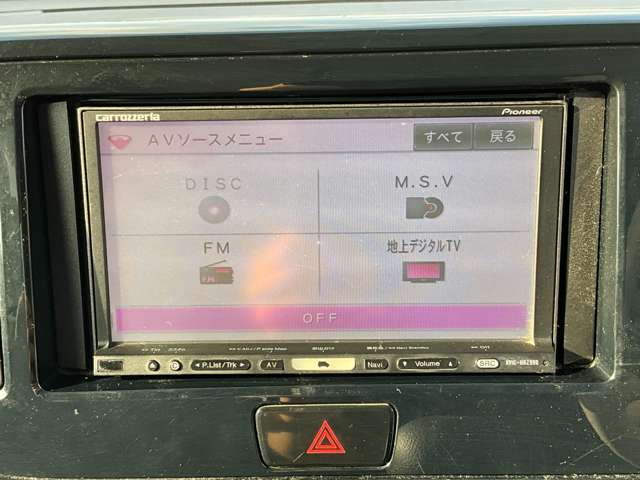 carrozzeria
Pioneer
AVソースメニュー
すべて
戻る
DISC
M.S.V
FM
地上デジタルTV
OFF
P.List/Trk
AV
Navi
Volume
SRC